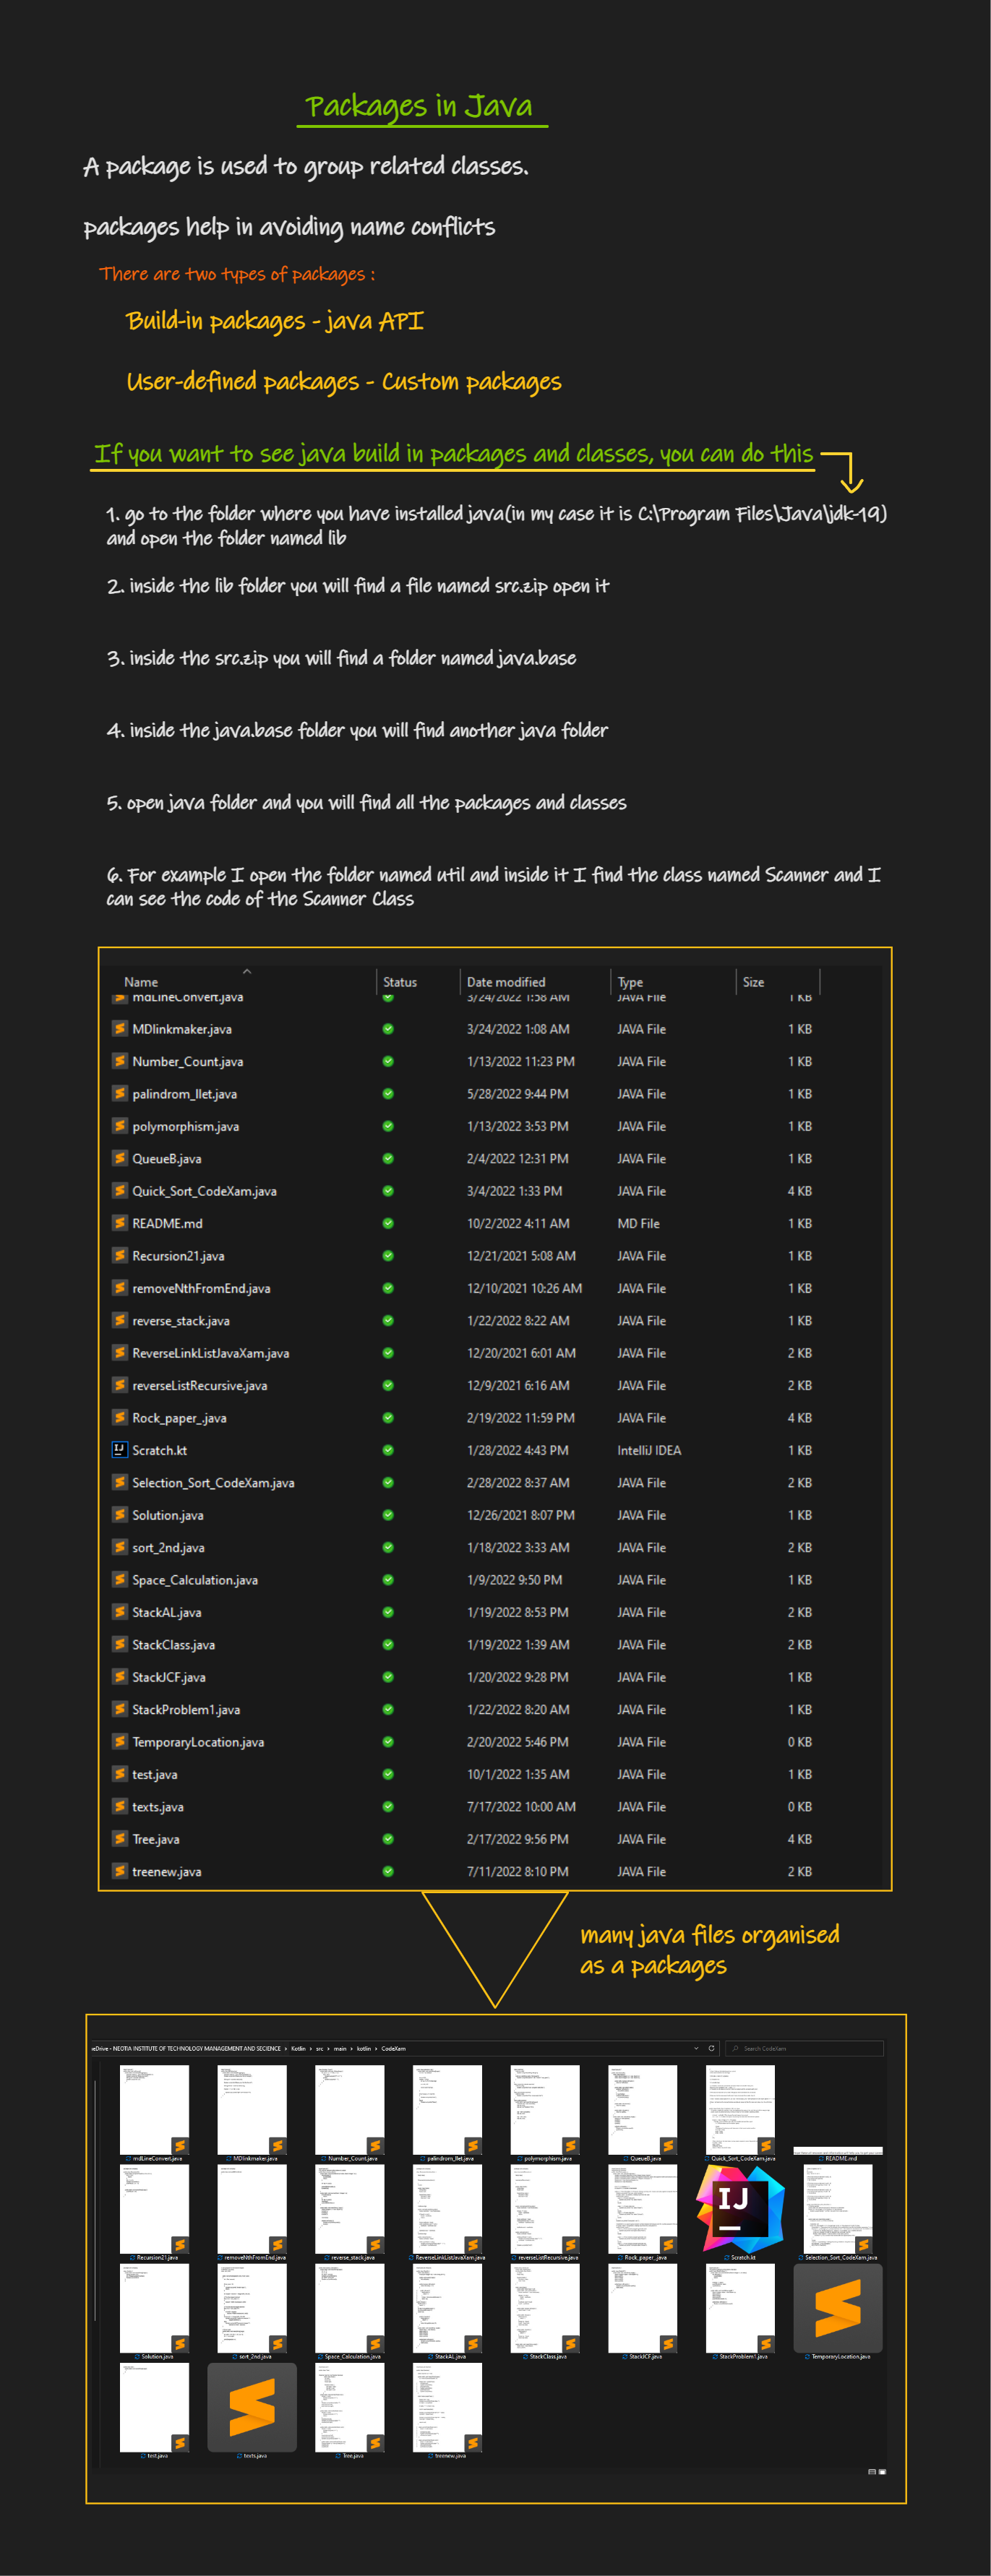 Packages in Java
A package is used to group related classes.
packages help in avoiding name conflicts
There are two types of packages :
Build-in packages - java API
User-defined packages - Custom packages
If you want to see java build in packages and classes, you can do this
1. go to the folder where you have installed java(in my case it is C:\Program Files\Java\jdk-19)
and open the folder named lib
2. inside the lib folder you will find a file named src.zip open it
3. inside the src.zip you will find a folder named java.base
4. inside the java.base folder you will find another java folder
5. open java folder and you will find all the packages and classes
6. For example I open the folder named util and inside it I find the class named Scanner and I
can see the code of the Scanner Class
Name Status Date modified Type Size
mdLineConvert.java 3/24/2022 1:58 AM JAVA File 1 KB
MDlinkmaker.java 3/24/2022 1:08 AM JAVA File 1 KB
Number_Count.java 1/13/2022 11:23 PM JAVA File 1 KB
palindrom_llet.java 5/28/2022 9:44 PM JAVA File 1 KB
polymorphism.java 1/13/2022 3:53 PM JAVA File 1 KB
QueueB.java 2/4/2022 12:31 PM JAVA File 1 KB
Quick_Sort_CodeXam.java 3/4/2022 1:33 PM JAVA File 4 KB
README.md 10/2/2022 4:11 AM MD File 1 KB
Recursion21.java 12/21/2021 5:08 AM JAVA File 1 KB
removeNthFromEnd.java 12/10/2021 10:26 AM JAVA File 1 KB
reverse_stack.java 1/22/2022 8:22 AM JAVA File 1 KB
ReverseLinkListJavaXam.java 12/20/2021 6:01 AM JAVA File 2 KB
reverseListRecursive.java 12/9/2021 6:16 AM JAVA File 2 KB
Rock_paper_.java 2/19/2022 11:59 PM JAVA File 4 KB
Scratch.kt 1/28/2022 4:43 PM IntelliJ IDEA 1 KB
Selection_Sort_CodeXam.java 2/28/2022 8:37 AM JAVA File 2 KB
Solution.java 12/26/2021 8:07 PM JAVA File 1 KB
sort_2nd.java 1/18/2022 3:33 AM JAVA File 2 KB
Space_Calculation.java 1/9/2022 9:50 PM JAVA File 1 KB
StackAL.java 1/19/2022 8:53 PM JAVA File 2 KB
StackClass.java 1/19/2022 1:39 AM JAVA File 2 KB
StackJCF.java 1/20/2022 9:28 PM JAVA File 1 KB
StackProblem1.java 1/22/2022 8:20 AM JAVA File 1 KB
TemporaryLocation.java 2/20/2022 5:46 PM JAVA File 0 KB
test.java 10/1/2022 1:35 AM JAVA File 1 KB
texts.java 7/17/2022 10:00 AM JAVA File 0 KB
Tree.java 2/17/2022 9:56 PM JAVA File 4 KB
treenew.java 7/11/2022 8:10 PM JAVA File 2 KB
many java files organised
as a packages
eDrive - NEOTIA INSTITUTE OF TECHNOLOGY MANAGEMENT AND SECIENCE > Kotlin > src > main > kotlin > CodeXam Search CodeXam
mdLineConvert.java MDlinkmaker.java Number_Count.java palindrom_llet.java polymorphism.java QueueB.java Quick_Sort_CodeXam.java README.md
IJ
Recursion21.java removeNthFromEnd.java reverse_stack.java ReverseLinkListJavaXam.java reverseListRecursive.java Rock_paper_.java Scratch.kt Selection_Sort_CodeXam.java
Solution.java sort_2nd.java Space_Calculation.java StackAL.java StackClass.java StackJCF.java StackProblem1.java TemporaryLocation.java
test.java texts.java Tree.java treenew.java